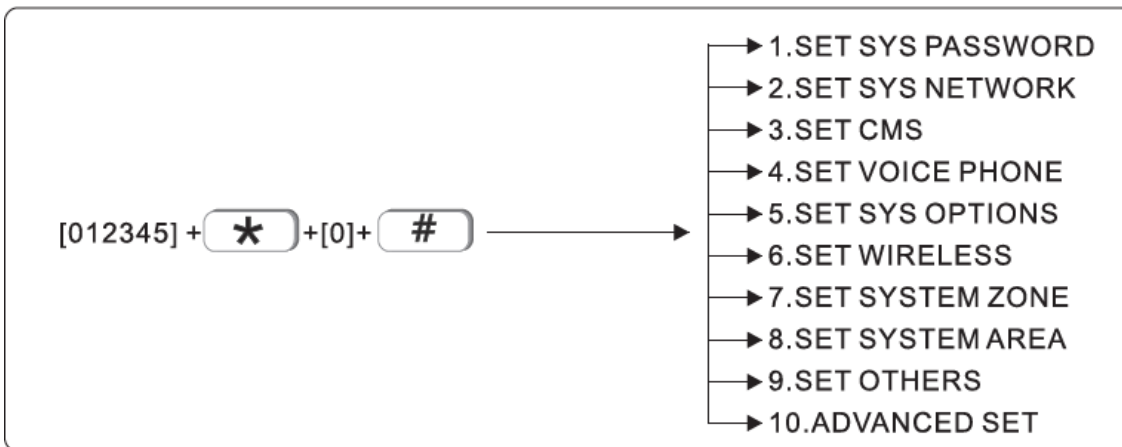 [012345] + * +[0]+ #
1.SET SYS PASSWORD
2.SET SYS NETWORK
3.SET CMS
4.SET VOICE PHONE
5.SET SYS OPTIONS
6.SET WIRELESS
7.SET SYSTEM ZONE
8.SET SYSTEM AREA
9.SET OTHERS
10.ADVANCED SET